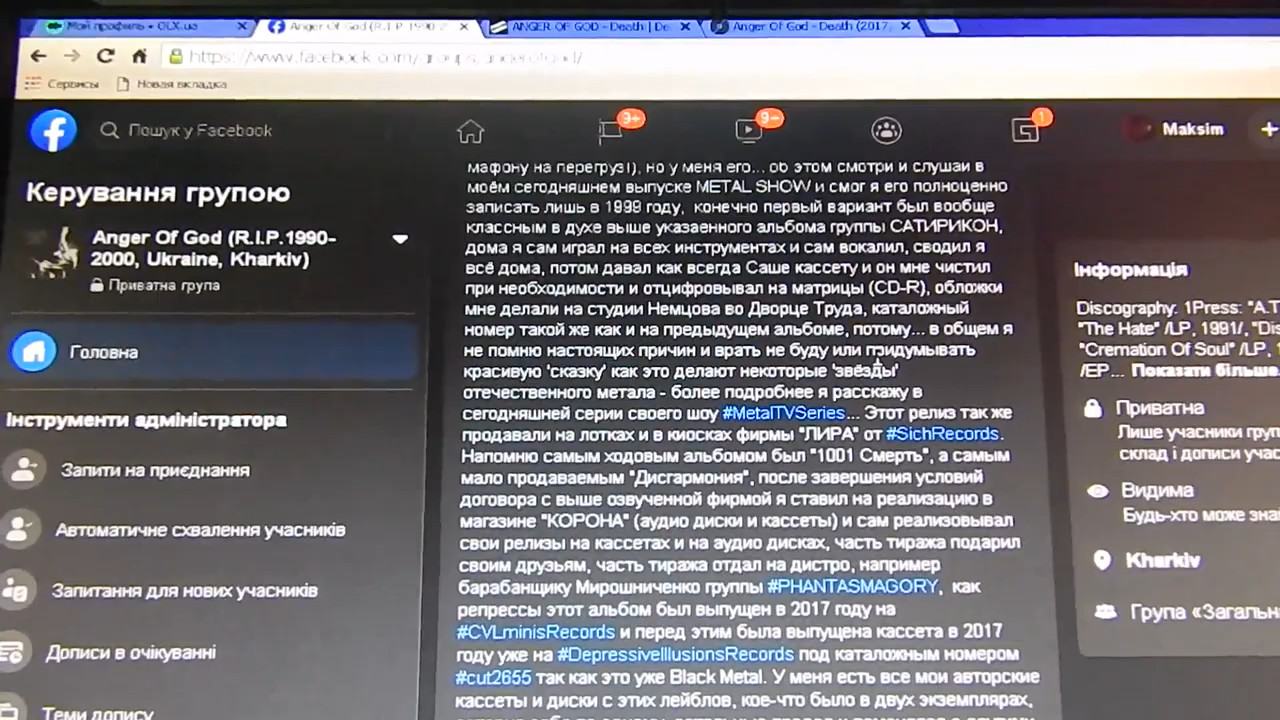 Мой профиль • OLX.ua
Anger Of God (R.I.P 1990-2
ANGER OF GOD - Death | De
Anger Of God - Death (2017,
https://www.facebook.com/groups/angerofgod/
Сервисы
Новая вкладка
Пошук у Facebook
9+
9+
1
Maksim
Керування групою
Anger Of God (R.I.P.1990-
2000, Ukraine, Kharkiv)
Приватна група
Головна
Інструменти адміністратора
Запити на приєднання
Автоматичне схвалення учасників
Запитання для нових учасників
Дописи в очікуванні
Теми допису
мафону на перегруз!), но у меня его... об этом смотри и слушай в
моём сегодняшнем выпуске METAL SHOW и смог я его полноценно
записать лишь в 1999 году, конечно первый вариант был вообще
классным в духе выше указаенного альбома группы САТИРИКОН,
дома я сам играл на всех инструментах и сам вокалил, сводил я
всё дома, потом давал как всегда Саше кассету и он мне чистил
при необходимости и отцифровывал на матрицы (CD-R), обложки
мне делали на студии Немцова во Дворце Труда, каталожный
номер такой же как и на предыдущем альбоме, потому... в общем я
не помню настоящих причин и врать не буду или придумывать
красивую 'сказку' как это делают некоторые 'звёзды'
отечественного метала - более подробнее я расскажу в
сегодняшней серии своего шоу #MetalTVSeries... Этот релиз так же
продавали на лотках и в киосках фирмы "ЛИРА" от #SichRecords.
Напомню самым ходовым альбомом был "1001 Смерть", а самым
мало продаваемым "Дисгармония", после завершения условий
договора с выше озвученной фирмой я ставил на реализацию в
магазине "КОРОНА" (аудио диски и кассеты) и сам реализовывал
свои релизы на кассетах и на аудио дисках, часть тиража подарил
своим друзьям, часть тиража отдал на дистро, например
барабанщику Мирошниченко группы #PHANTASMAGORY, как
репрессы этот альбом был выпущен в 2017 году на
#CVLminisRecords и перед этим была выпущена кассета в 2017
году уже на #DepressiveIllusionsRecords под каталожным номером
#cut2655 так как это уже Black Metal. У меня есть все мои авторские
кассеты и диски с этих лейблов, кое-что было в двух экземплярах,
Інформація
Discography: 1Press: "A.T
"The Hate" /LP, 1991/, "Dis
"Cremation Of Soul" /LP, 1
/EP... Показати більше
Приватна
Лише учасники груп
склад і дописи учас
Видима
Будь-хто може зна
Kharkiv
Група «Загальн